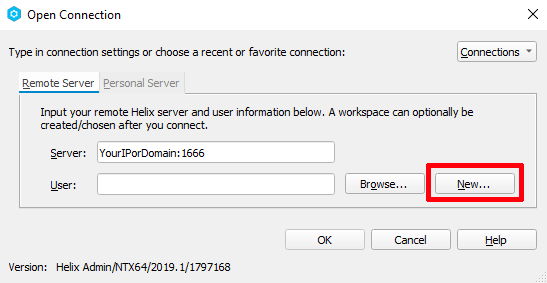 Open Connection
Type in connection settings or choose a recent or favorite connection:
Connections
Remote Server
Personal Server
Input your remote Helix server and user information below. A workspace can optionally be
created/chosen after you connect.
Server:
YourIPorDomain:1666
User:
Browse...
New...
OK
Cancel
Help
Version: Helix Admin/NTX64/2019.1/1797168